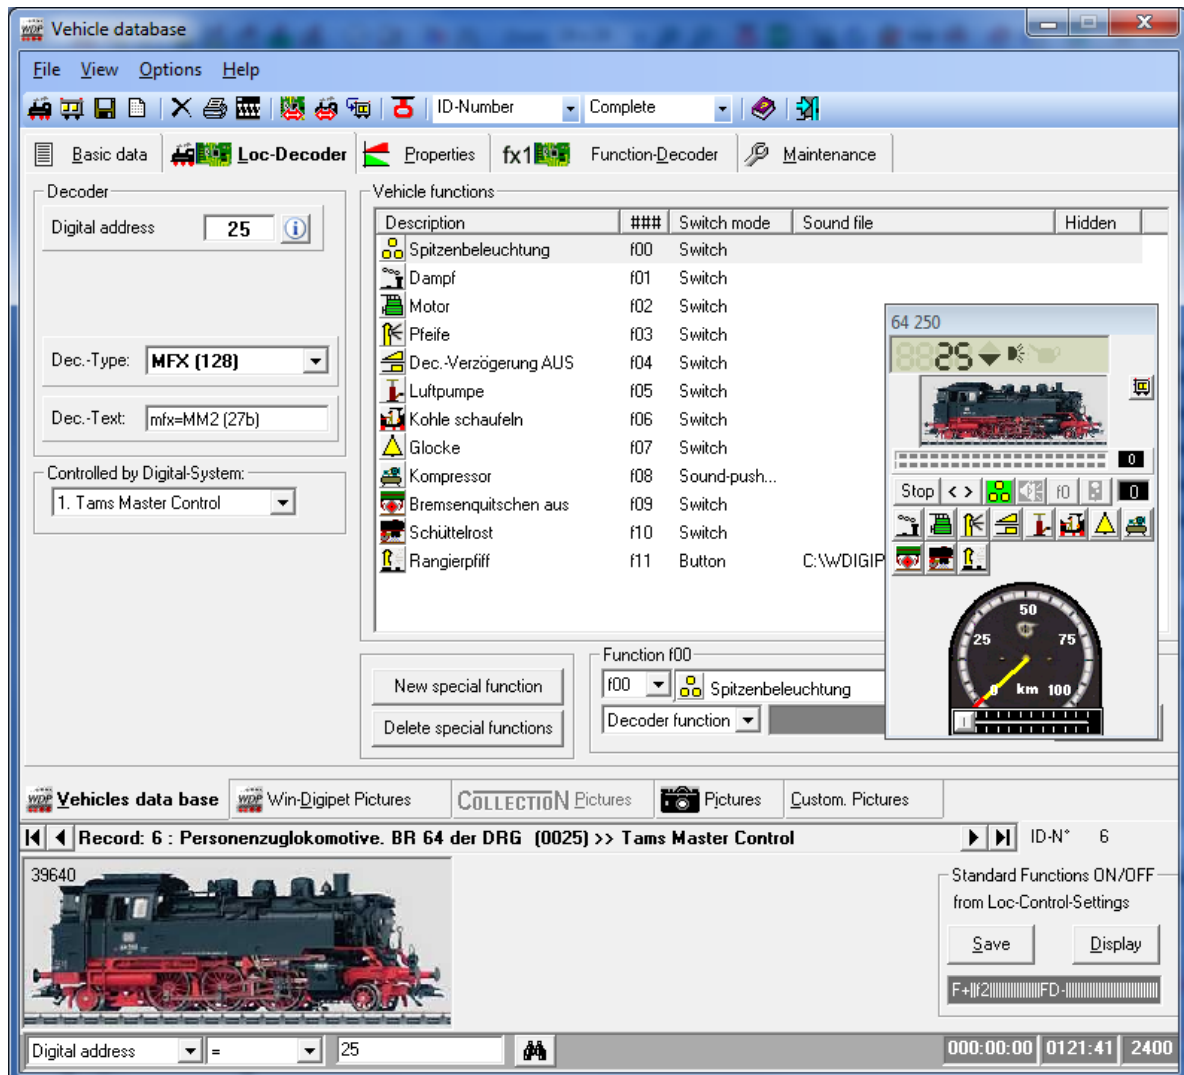 WDP Vehicle database
File View Options Help
ID-Number Complete
Basic data Loc-Decoder Properties fx1 Function-Decoder Maintenance
Decoder
Digital address 25
Dec.-Type: MFX (128)
Dec.-Text: mfx=MM2 (27b)
Controlled by Digital-System:
1. Tams Master Control
Vehicle functions
Description ### Switch mode Sound file Hidden
Spitzenbeleuchtung f00 Switch
Dampf f01 Switch
Motor f02 Switch
Pfeife f03 Switch
Dec.-Verzögerung AUS f04 Switch
Luftpumpe f05 Switch
Kohle schaufeln f06 Switch
Glocke f07 Switch
Kompressor f08 Sound-push...
Bremsenquitschen aus f09 Switch
Schüttelrost f10 Switch
Rangierpfiff f11 Button C:\WDIGIP
64 250
25
0
Stop < > f0 0
50
25 75
0 km 100
New special function
Delete special functions
Function f00
f00 Spitzenbeleuchtung
Decoder function
WDP Vehicles data base WDP Win-Digipet Pictures COLLECTION Pictures Pictures Custom. Pictures
Record: 6 : Personenzuglokomotive. BR 64 der DRG (0025) >> Tams Master Control ID-N° 6
39640
Standard Functions ON/OFF
from Loc-Control-Settings
Save Display
F+||f2|||||||||||||||FD-||||||||||||||||||||||||
Digital address = 25 000:00:00 0121:41 2400